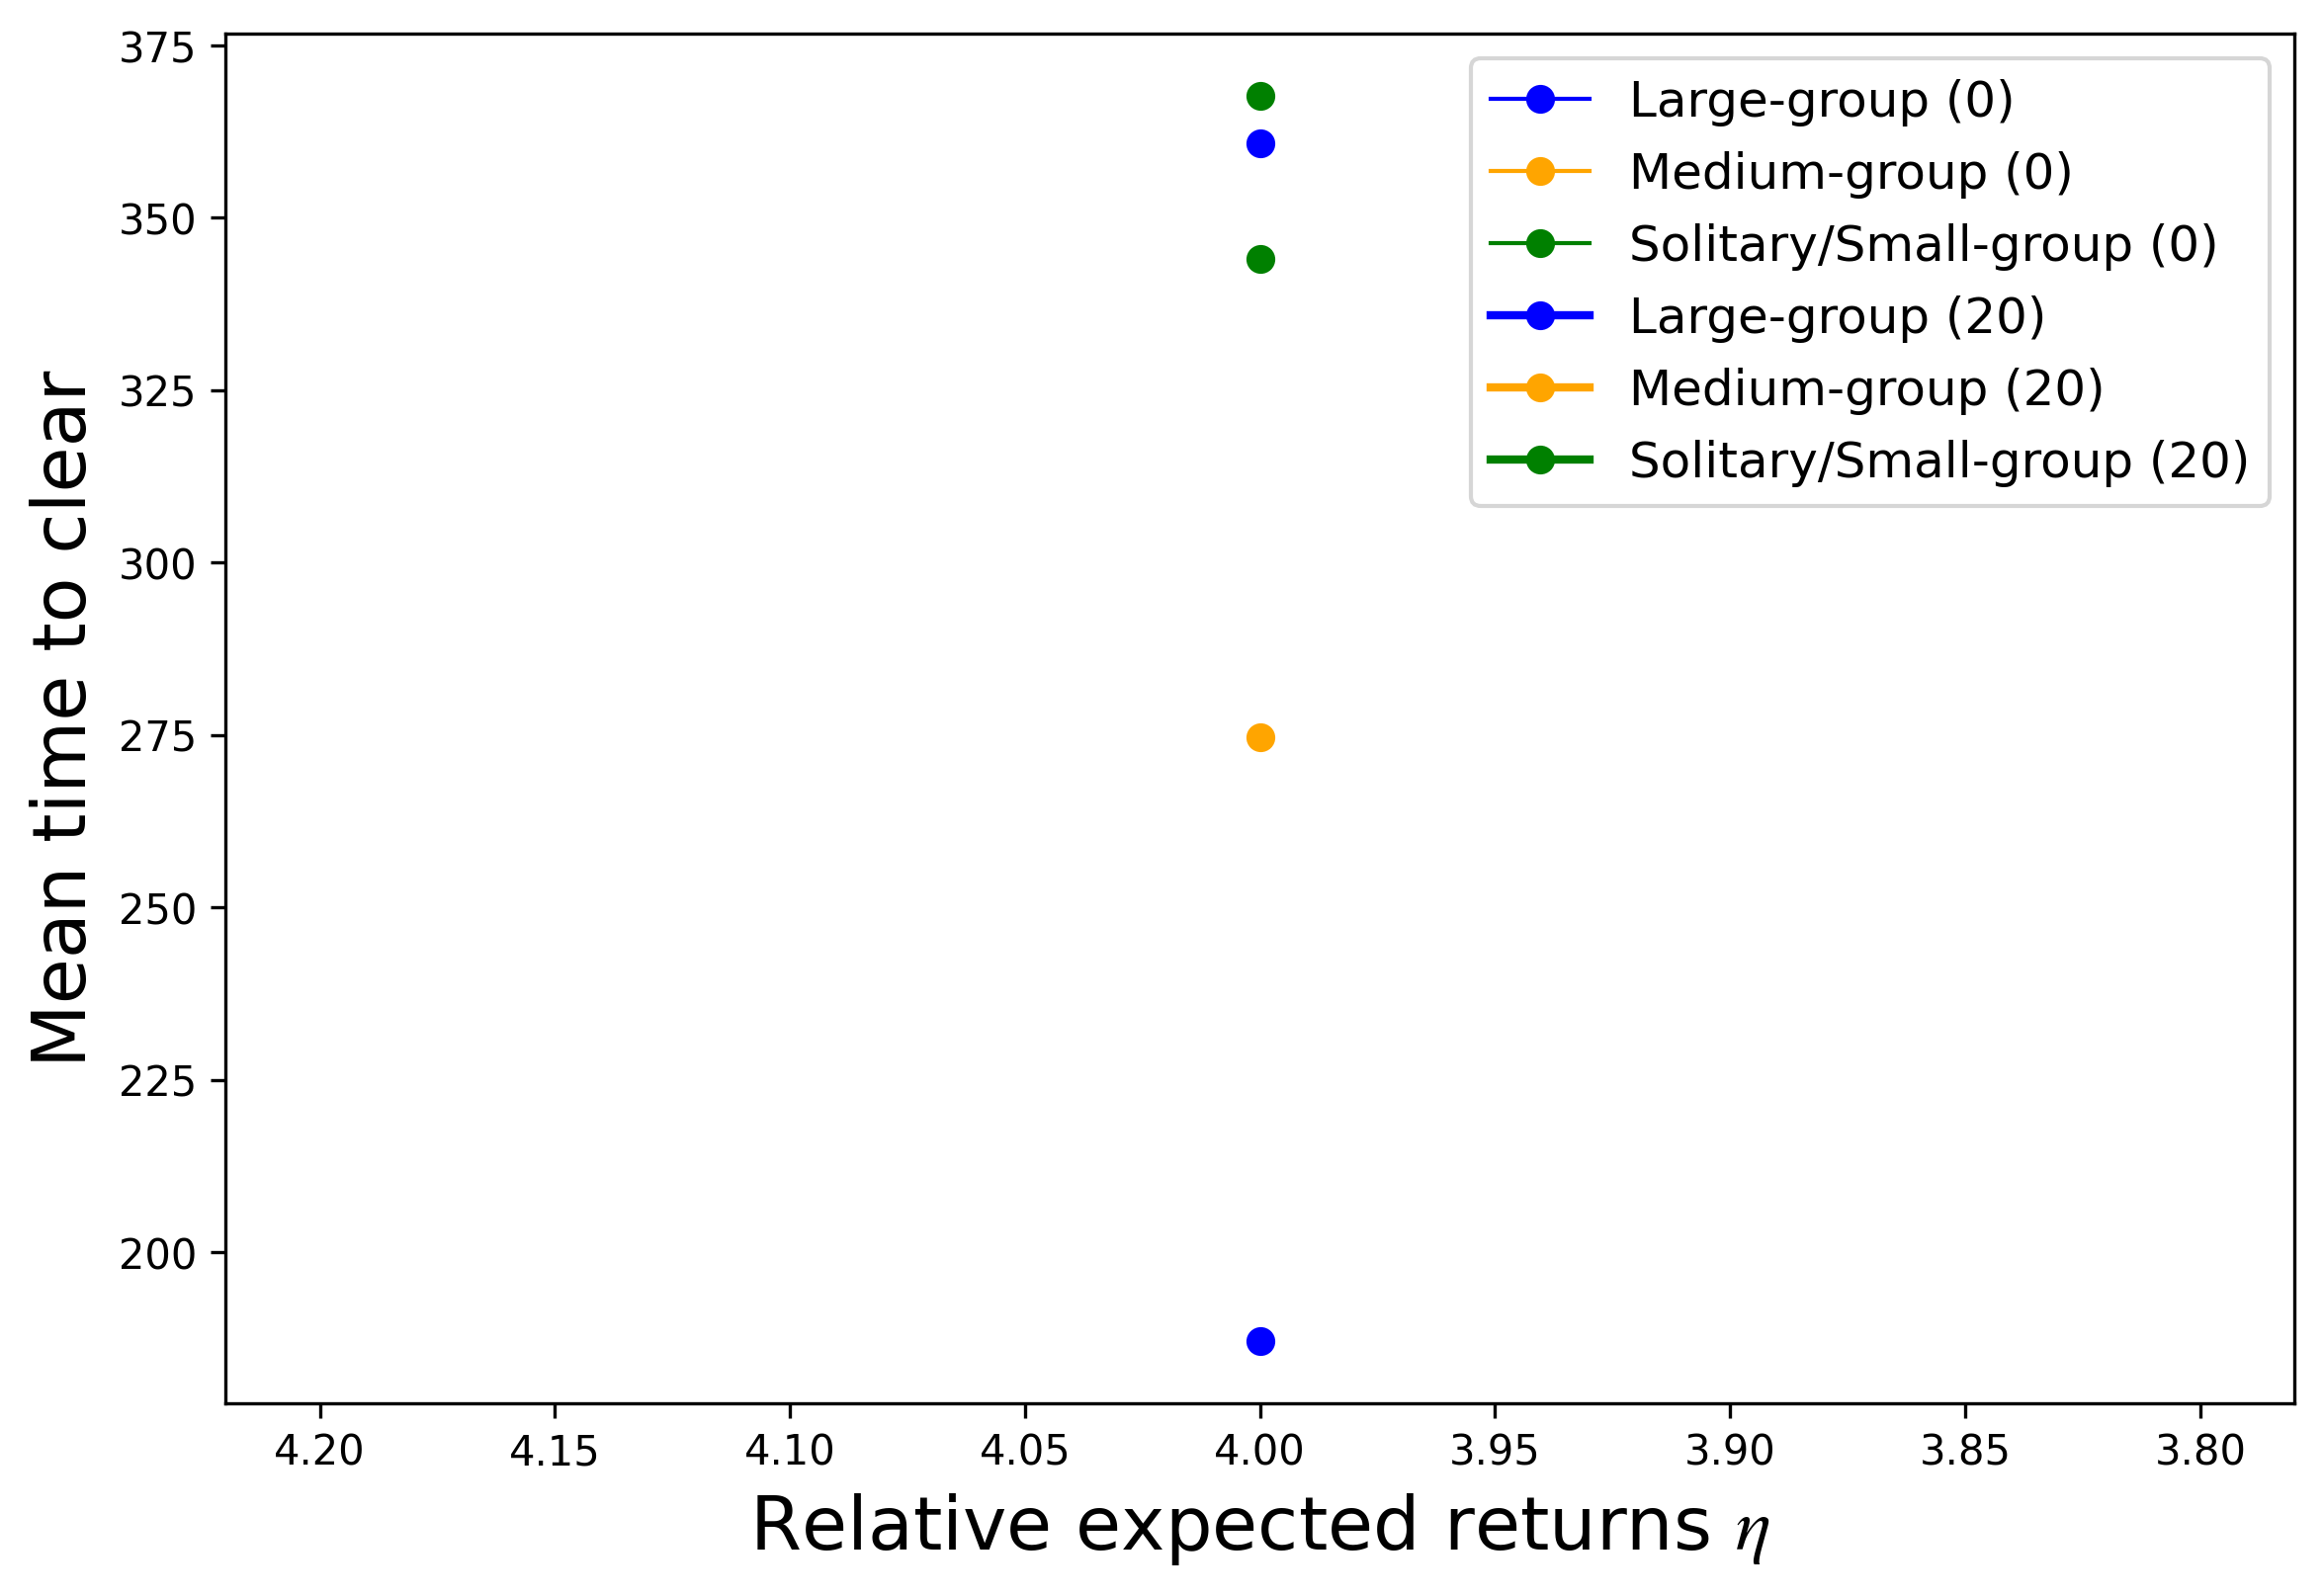 375
350
325
300
275
250
225
200
Mean time to clear
Large-group (0)
Medium-group (0)
Solitary/Small-group (0)
Large-group (20)
Medium-group (20)
Solitary/Small-group (20)
4.20 4.15 4.10 4.05 4.00 3.95 3.90 3.85 3.80
Relative expected returns η